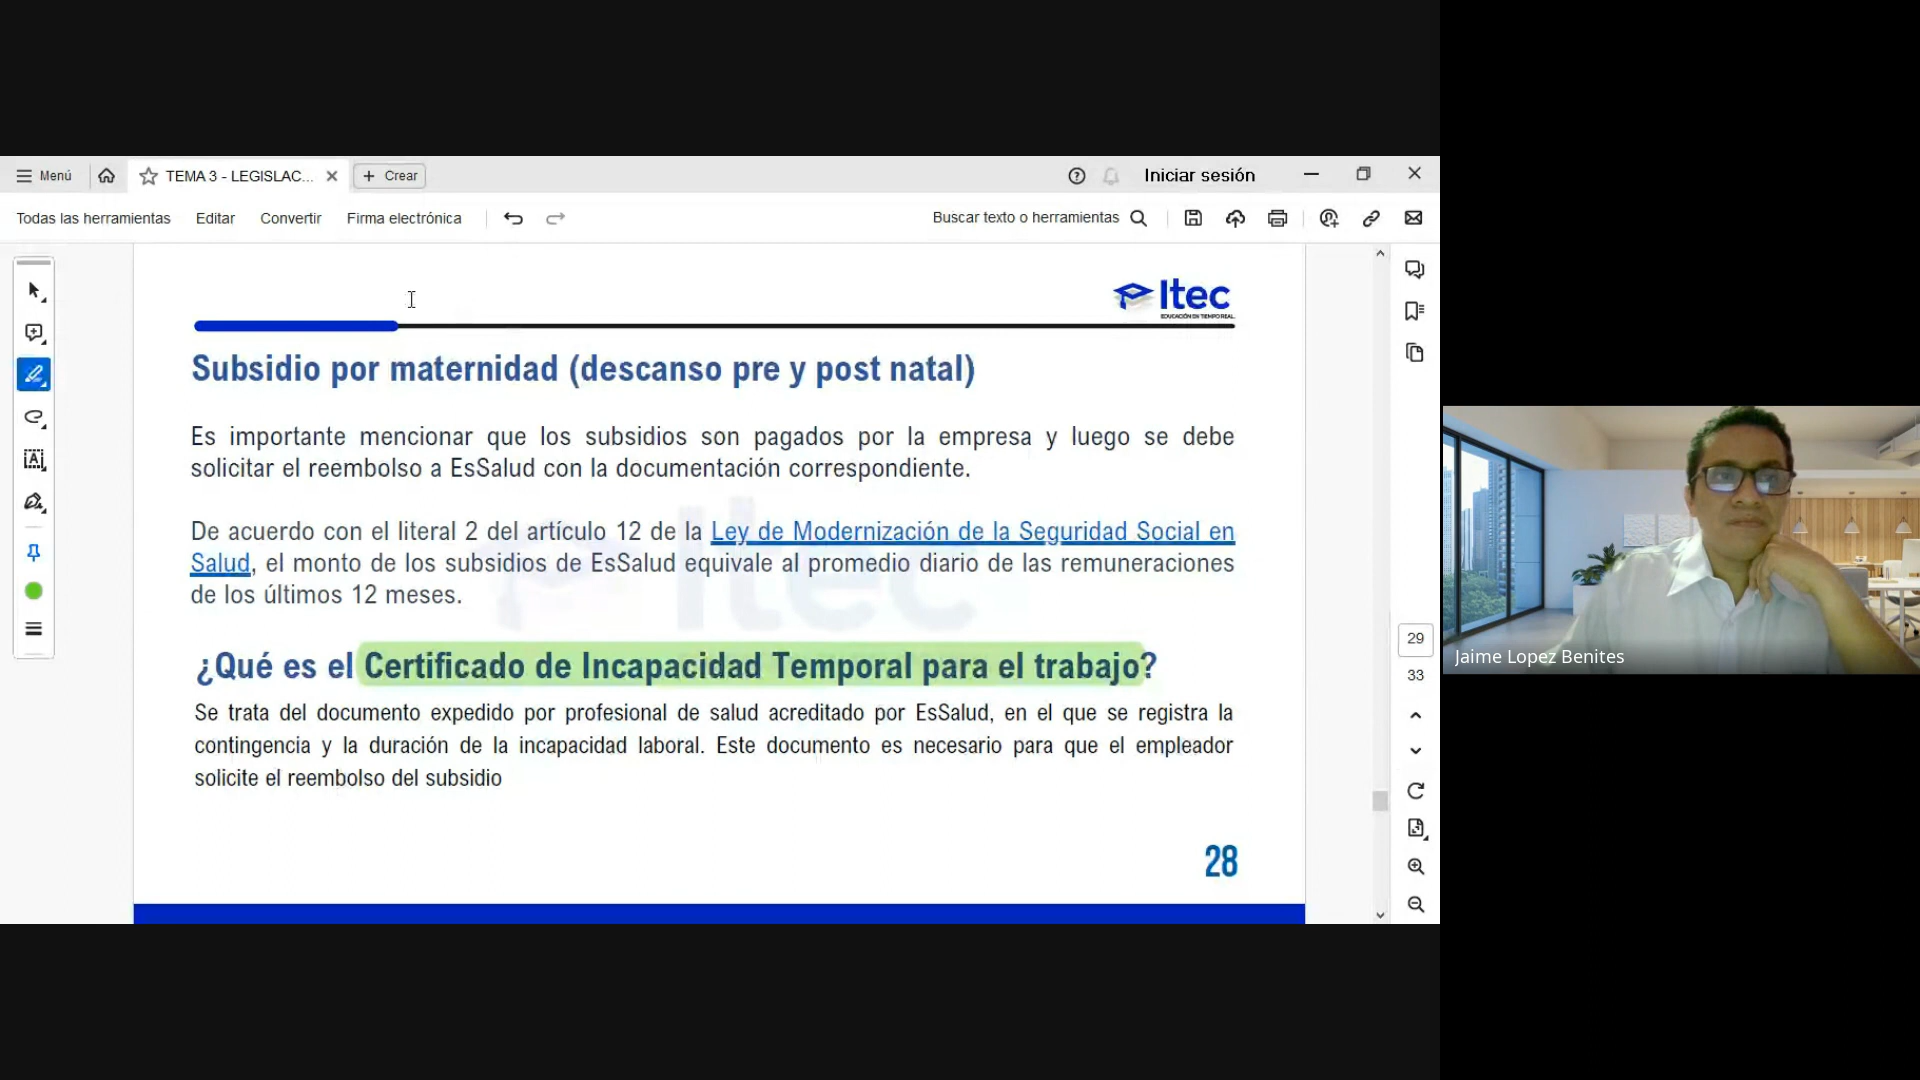 Menú
TEMA 3 - LEGISLAC...
Crear
Iniciar sesión
Todas las herramientas
Editar
Convertir
Firma electrónica
Buscar texto o herramientas
Itec
EDUCACIÓN EN TIEMPO REAL
Subsidio por maternidad (descanso pre y post natal)
Es importante mencionar que los subsidios son pagados por la empresa y luego se debe
solicitar el reembolso a EsSalud con la documentación correspondiente.
De acuerdo con el literal 2 del artículo 12 de la Ley de Modernización de la Seguridad Social en
Salud, el monto de los subsidios de EsSalud equivale al promedio diario de las remuneraciones
de los últimos 12 meses.
Itec
¿Qué es el Certificado de Incapacidad Temporal para el trabajo?
Se trata del documento expedido por profesional de salud acreditado por EsSalud, en el que se registra la
contingencia y la duración de la incapacidad laboral. Este documento es necesario para que el empleador
solicite el reembolso del subsidio
28
29
33
Jaime Lopez Benites